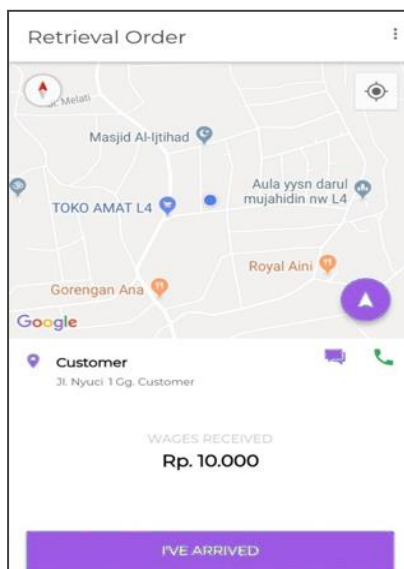 Retrieval Order
Jl. Melati
Masjid Al-Ijtihad
TOKO AMAT L4
Aula yysn darul
mujahidin nw L4
Royal Aini
Gorengan Ana
Google
Customer
Jl. Nyuci 1 Gg. Customer
WAGES RECEIVED
Rp. 10.000
I'VE ARRIVED